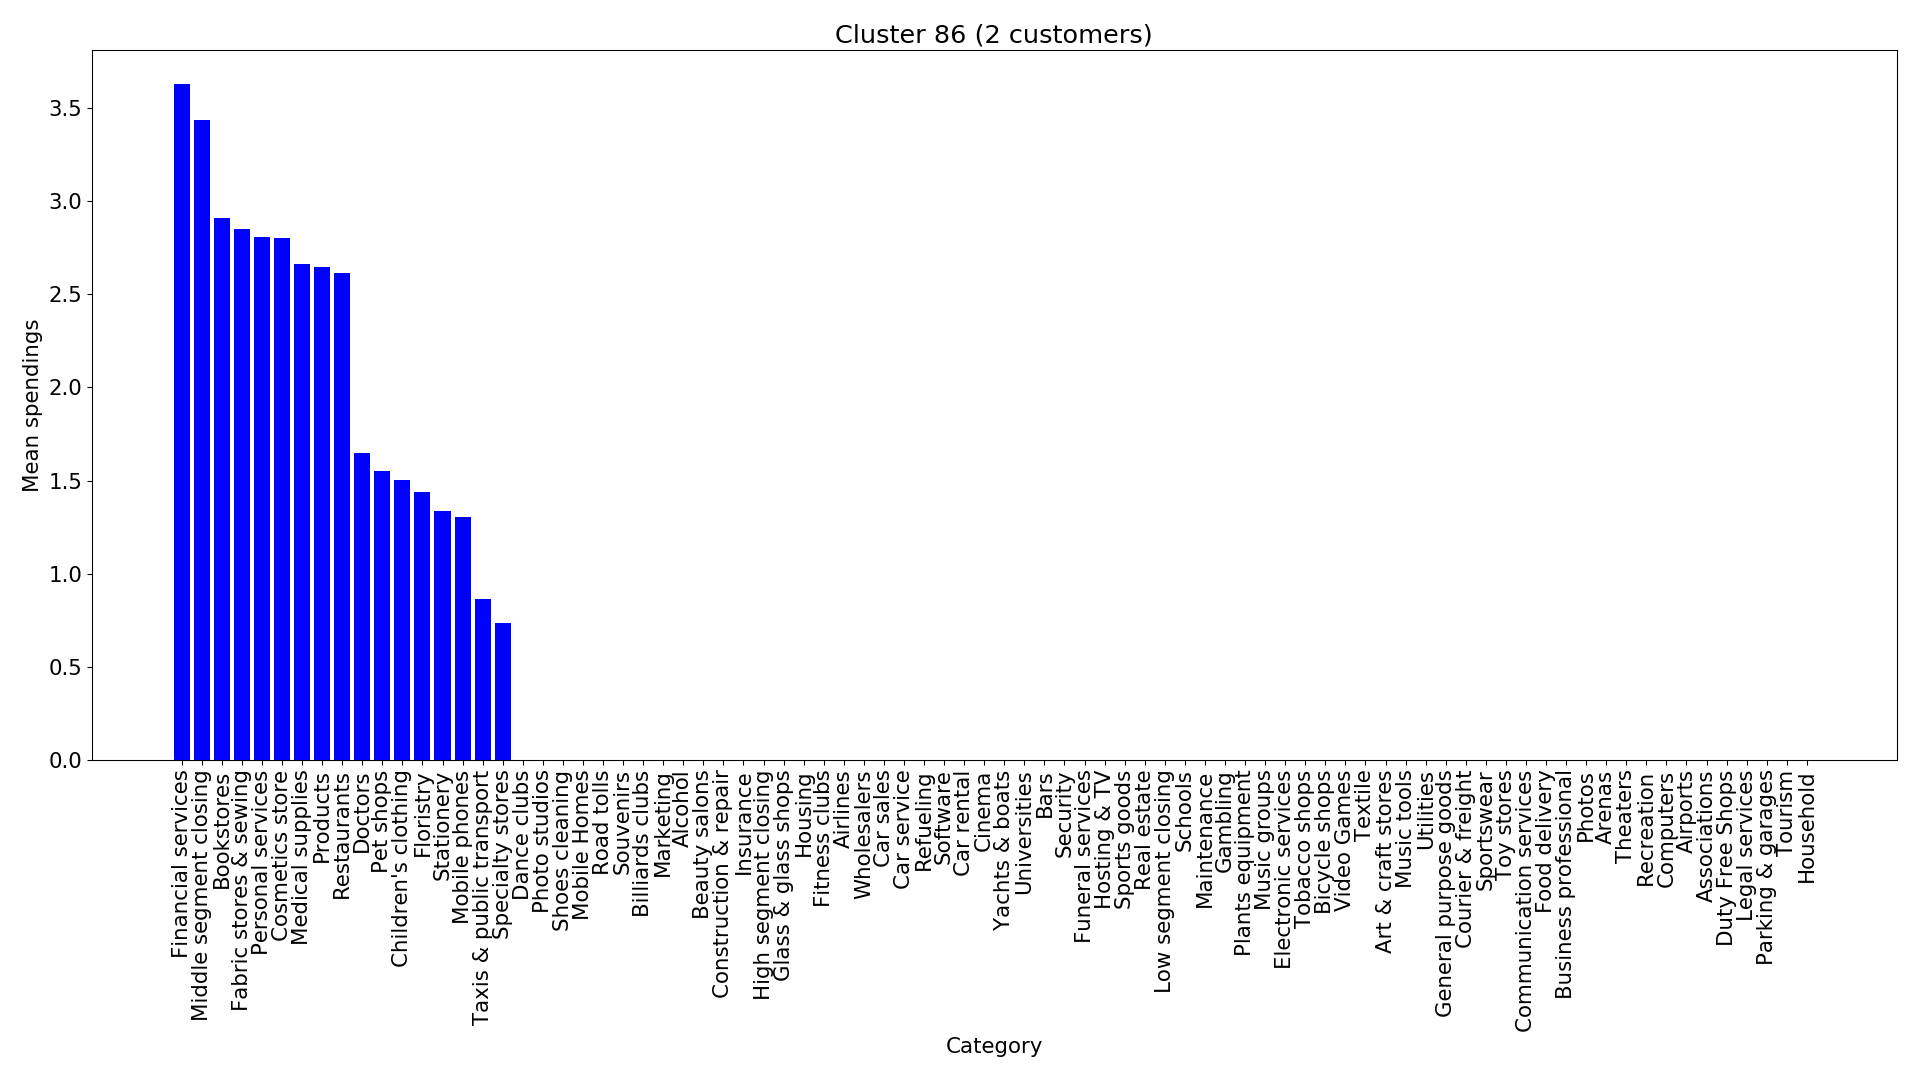 Cluster 86 (2 customers)
Mean spendings
3.5
3.0
2.5
2.0
1.5
1.0
0.5
0.0
Financial services
Middle segment closing
Bookstores
Fabric stores & sewing
Personal services
Cosmetics store
Medical supplies
Products
Restaurants
Doctors
Pet shops
Children's clothing
Floristry
Stationery
Mobile phones
Taxis & public transport
Specialty stores
Dance clubs
Photo studios
Shoes cleaning
Mobile Homes
Road tolls
Souvenirs
Billiards clubs
Marketing
Alcohol
Beauty salons
Construction & repair
Insurance
High segment closing
Glass & glass shops
Housing
Fitness clubs
Airlines
Wholesalers
Car sales
Car service
Refueling
Software
Car rental
Cinema
Yachts & boats
Universities
Bars
Security
Funeral services
Hosting & TV
Sports goods
Real estate
Low segment closing
Schools
Maintenance
Gambling
Plants equipment
Music groups
Electronic services
Tobacco shops
Bicycle shops
Video Games
Textile
Art & craft stores
Music tools
Utilities
General purpose goods
Courier & freight
Sportswear
Toy stores
Communication services
Food delivery
Business professional
Photos
Arenas
Theaters
Recreation
Computers
Airports
Associations
Duty Free Shops
Legal services
Parking & garages
Tourism
Household
Category